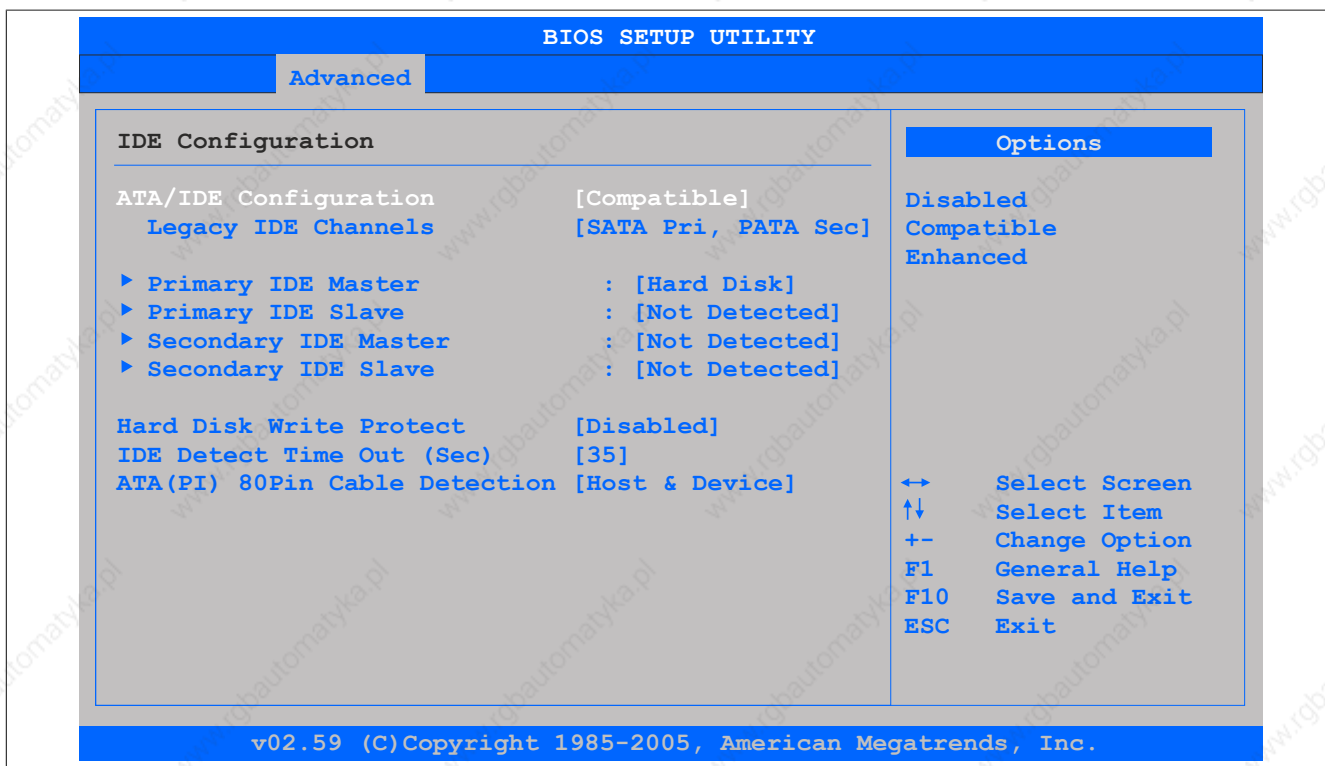 BIOS SETUP UTILITY
Advanced
IDE Configuration
ATA/IDE Configuration [Compatible]
Legacy IDE Channels [SATA Pri, PATA Sec]
Primary IDE Master : [Hard Disk]
Primary IDE Slave : [Not Detected]
Secondary IDE Master : [Not Detected]
Secondary IDE Slave : [Not Detected]
Hard Disk Write Protect [Disabled]
IDE Detect Time Out (Sec) [35]
ATA(PI) 80Pin Cable Detection [Host & Device]
Options
Disabled
Compatible
Enhanced
↔ Select Screen
↑↓ Select Item
+- Change Option
F1 General Help
F10 Save and Exit
ESC Exit
v02.59 (C)Copyright 1985-2005, American Megatrends, Inc.
www.rgbautomatyka.pl